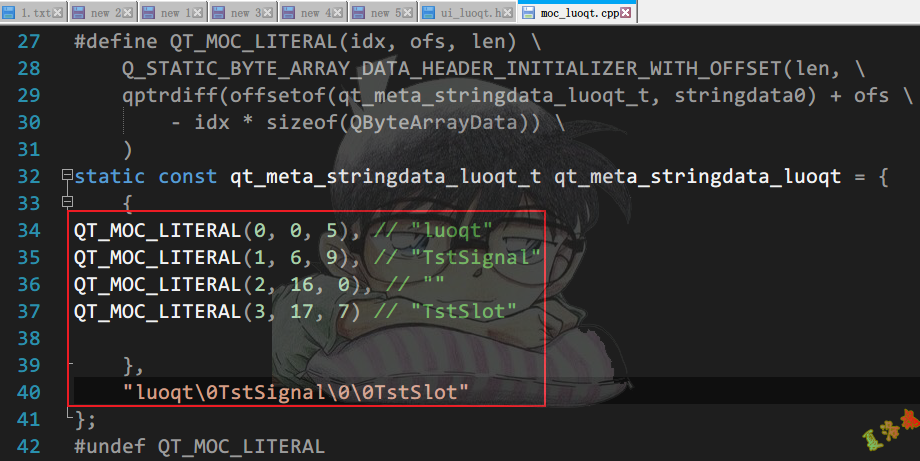 1.txt new 2 new 1 new 3 new 4 new 5 ui_luoqt.h moc_luoqt.cpp
27 #define QT_MOC_LITERAL(idx, ofs, len) \
28     Q_STATIC_BYTE_ARRAY_DATA_HEADER_INITIALIZER_WITH_OFFSET(len, \
29     qptrdiff(offsetof(qt_meta_stringdata_luoqt_t, stringdata0) + ofs \
30         - idx * sizeof(QByteArrayData)) \
31     )
32 static const qt_meta_stringdata_luoqt_t qt_meta_stringdata_luoqt = {
33     {
34 QT_MOC_LITERAL(0, 0, 5), // "luoqt"
35 QT_MOC_LITERAL(1, 6, 9), // "TstSignal"
36 QT_MOC_LITERAL(2, 16, 0), // ""
37 QT_MOC_LITERAL(3, 17, 7) // "TstSlot"
38
39     },
40     "luoqt\0TstSignal\0\0TstSlot"
41 };
42 #undef QT_MOC_LITERAL